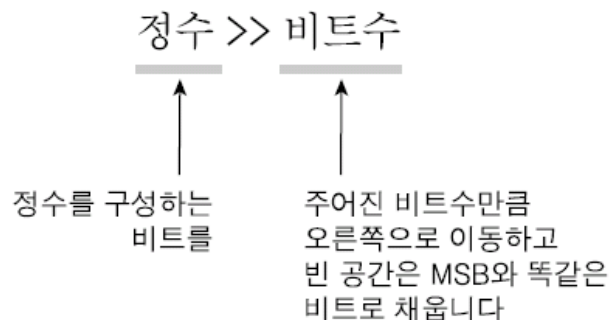 정수 >> 비트수
정수를 구성하는
비트를
주어진 비트수만큼
오른쪽으로 이동하고
빈 공간은 MSB와 똑같은
비트로 채웁니다